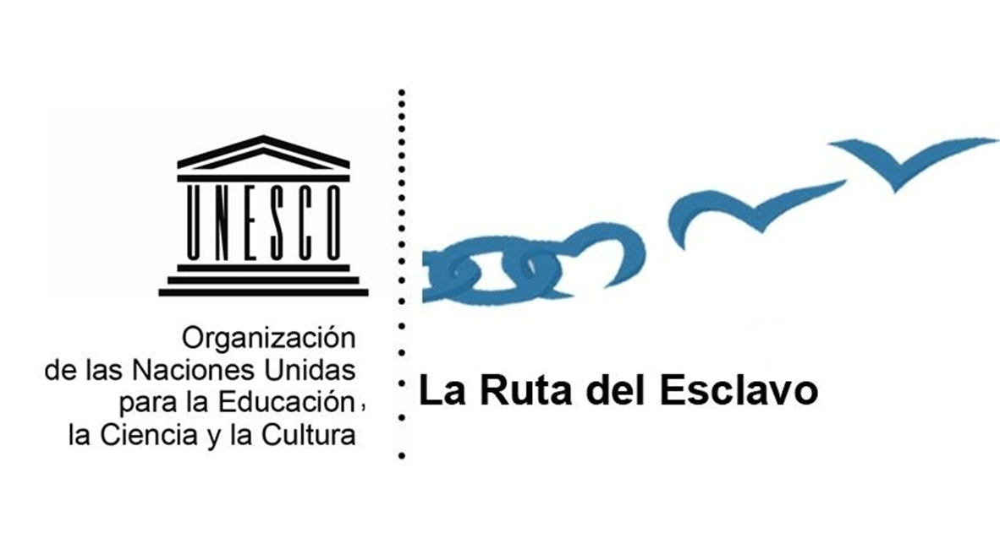 UNESCO
Organización
de las Naciones Unidas
para la Educación,
la Ciencia y la Cultura
La Ruta del Esclavo